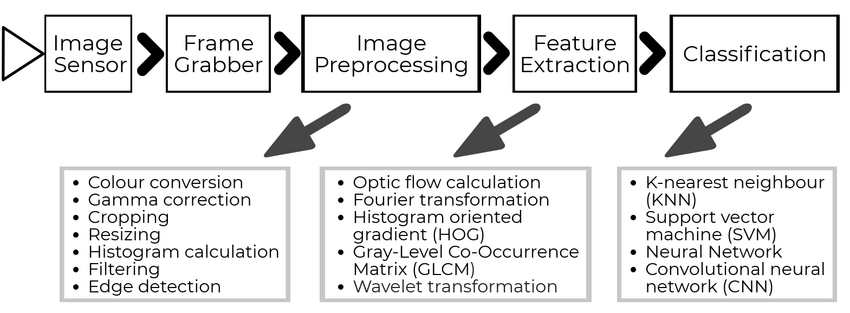 Image
Sensor
Frame
Grabber
Image
Preprocessing
Feature
Extraction
Classification
• Colour conversion
• Gamma correction
• Cropping
• Resizing
• Histogram calculation
• Filtering
• Edge detection
• Optic flow calculation
• Fourier transformation
• Histogram oriented
gradient (HOG)
• Gray-Level Co-Occurrence
Matrix (GLCM)
• Wavelet transformation
• K-nearest neighbour
(KNN)
• Support vector
machine (SVM)
• Neural Network
• Convolutional neural
network (CNN)